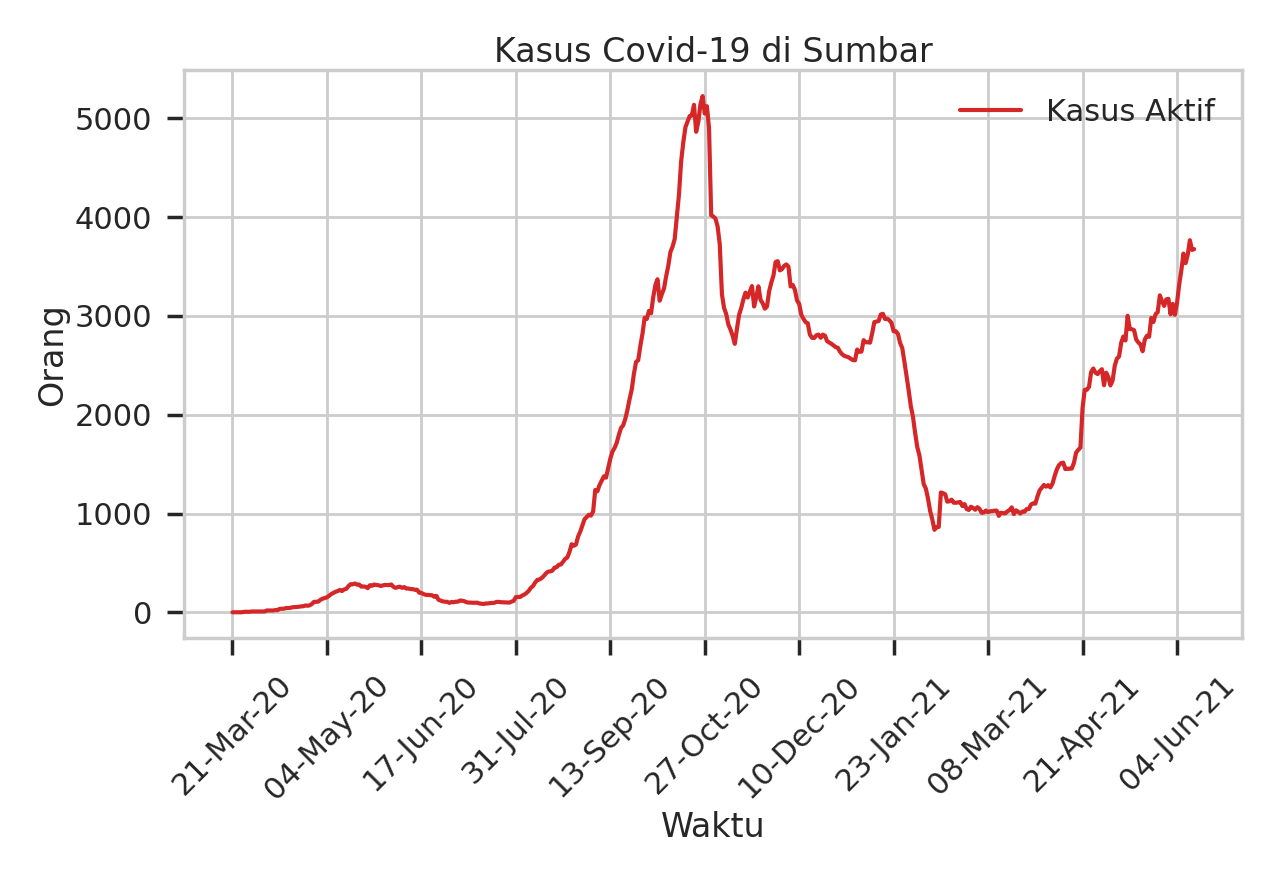 Kasus Covid-19 di Sumbar
Kasus Aktif
Orang
5000
4000
3000
2000
1000
0
21-Mar-20
04-May-20
17-Jun-20
31-Jul-20
13-Sep-20
27-Oct-20
10-Dec-20
23-Jan-21
08-Mar-21
21-Apr-21
04-Jun-21
Waktu